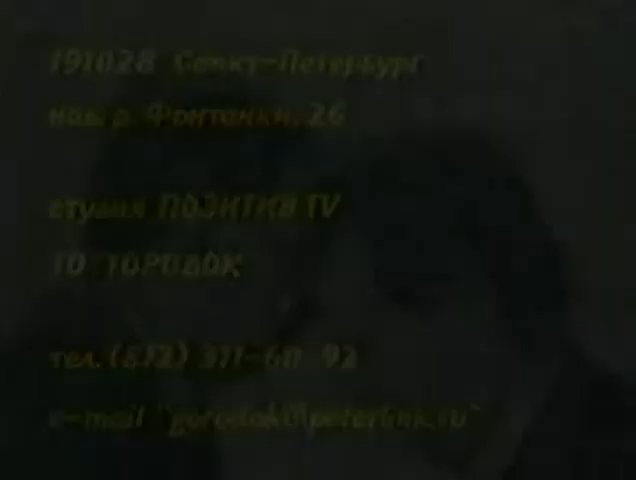 191028 Санкт-Петербург
наб. р. Фонтанки, 26
студия ПОЗИТИВ TV
ТО "ГОРОДОК"
тел. (812) 311-60-92
e-mail "gorodok@peterlink.ru"